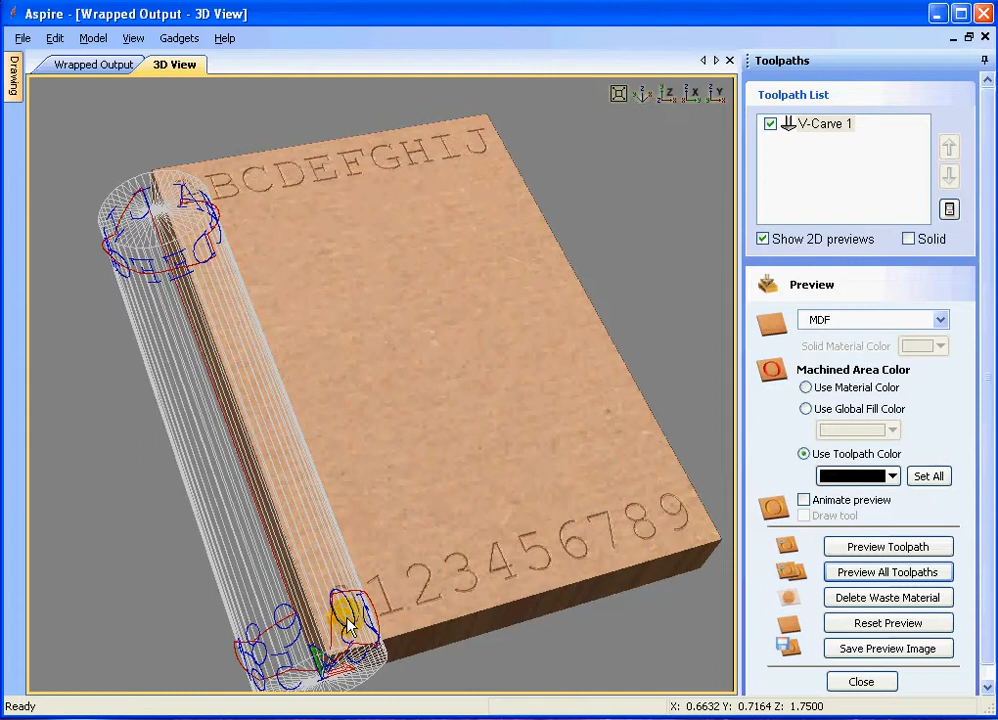 Aspire - [Wrapped Output - 3D View]
File Edit Model View Gadgets Help
Drawing
Wrapped Output
3D View
Z X Y
ABCDEFGHIJ
123456789
Toolpaths
Toolpath List
V-Carve 1
Show 2D previews
Solid
Preview
MDF
Solid Material Color
Machined Area Color
Use Material Color
Use Global Fill Color
Use Toolpath Color
Set All
Animate preview
Draw tool
Preview Toolpath
Preview All Toolpaths
Delete Waste Material
Reset Preview
Save Preview Image
Close
Ready
X: 0.6632 Y: 0.7164 Z: 1.7500